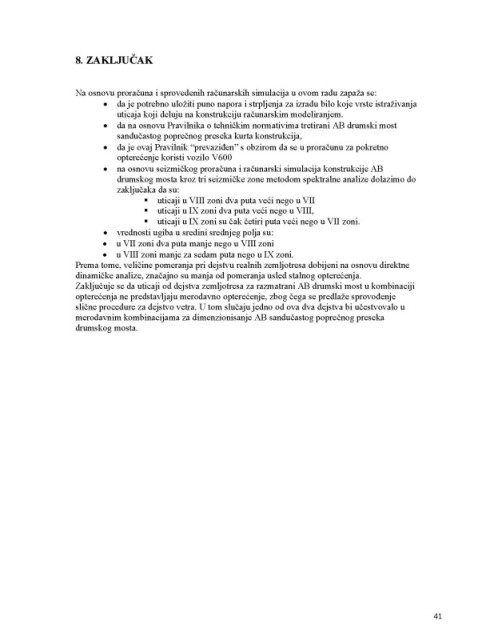 8. ZAKLJUČAK
Na osnovu proračuna i sprovedenih računarskih simulacija u ovom radu zapaža se:
• da je potrebno uložiti puno napora i strpljenja za izradu bilo koje vrste istraživanja
uticaja koji deluju na konstrukciju računarskim modeliranjem.
• da na osnovu Pravilnika o tehničkim normativima tretirani AB drumski most
sandučastog poprečnog preseka kurta konstrukcija,
• da je ovaj Pravilnik “prevaziđen” s obzirom da se u proračunu za pokretno
opterećenje koristi vozilo V600
• na osnovu seizmičkog proračuna i računarski simulacija konstrukcije AB
drumskog mosta kroz tri seizmičke zone metodom spektralne analize dolazimo do
zaključaka da su:
▪ uticaji u VIII zoni dva puta veći nego u VII
▪ uticaji u IX zoni dva puta veći nego u VIII,
▪ uticaji u IX zoni su čak četiri puta veći nego u VII zoni.
• vrednosti ugiba u sredini srednjeg polja su:
• u VII zoni dva puta manje nego u VIII zoni
• u VIII zoni manje za sedam puta nego u IX zoni.
Prema tome, veličine pomeranja pri dejstvu realnih zemljotresa dobijeni na osnovu direktne
dinamičke analize, značajno su manja od pomeranja usled stalnog opterećenja.
Zaključuje se da uticaji od dejstva zemljotresa za razmatrani AB drumski most u kombinaciji
opterećenja ne predstavljaju merodavno opterećenje, zbog čega se predlaže sprovođenje
slične procedure za dejstvo vetra. U tom slučaju jedno od ova dva dejstva bi učestvovalo u
merodavnim kombinacijama za dimenzionisanje AB sandučastog poprečnog preseka
drumskog mosta.
41